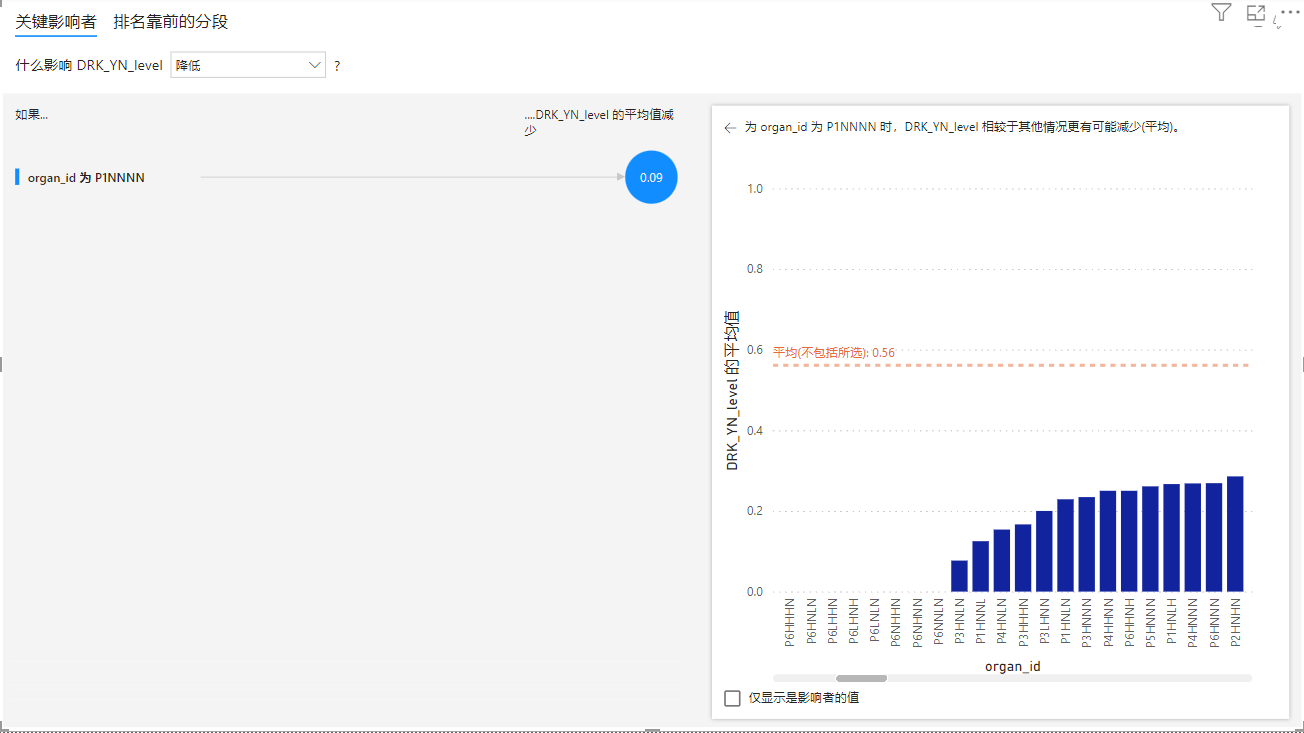 关键影响者 排名靠前的分段
什么影响 DRK_YN_level 降低 ?
如果...
....DRK_YN_level 的平均值减
少
organ_id 为 P1NNNN
0.09
为 organ_id 为 P1NNNN 时，DRK_YN_level 相较于其他情况更有可能减少(平均)。
1.0
0.8
0.6
平均(不包括所选): 0.56
0.4
0.2
0.0
DRK_YN_level 的平均值
P6HHHN
P6HNLN
P6LHHN
P6LHNH
P6LNLN
P6NHHN
P6NHNN
P6NNLN
P3HNLN
P1HNNL
P4HNLN
P3HHHN
P3LHNN
P1HNLN
P3HNNN
P4HHNN
P6HHNH
P5HNNN
P1HNLH
P4HNNN
P6HNNN
P2HNHN
organ_id
仅显示是影响者的值